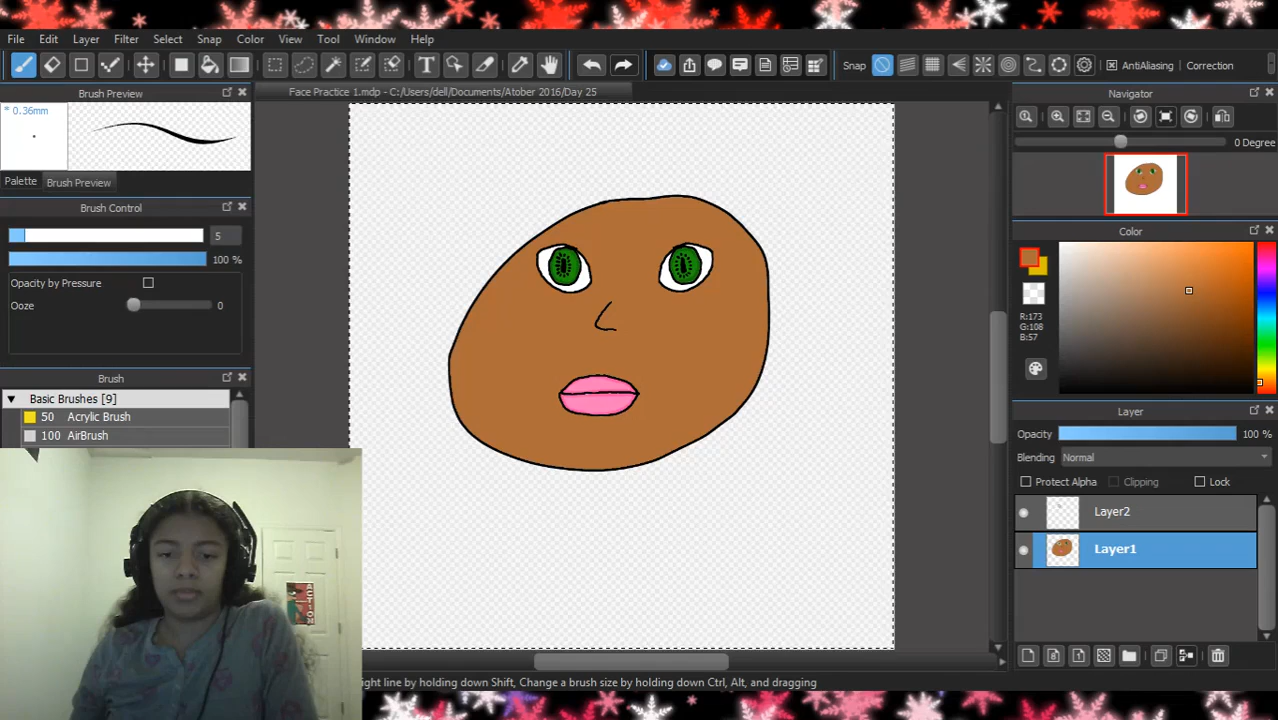 File Edit Layer Filter Select Snap Color View Tool Window Help
Snap AntiAliasing Correction
Brush Preview
Face Practice 1.mdp - C:/Users/dell/Documents/Atober 2016/Day 25
Navigator
* 0.36mm
0 Degree
Palette Brush Preview
Brush Control
Color
5
100 %
Opacity by Pressure
Ooze 0
R:173
G:108
B:57
Brush
Basic Brushes [9]
50 Acrylic Brush
100 AirBrush
Layer
Opacity 100 %
Blending Normal
Protect Alpha Clipping Lock
Layer2
Layer1
ACTION
ight line by holding down Shift, Change a brush size by holding down Ctrl, Alt, and dragging